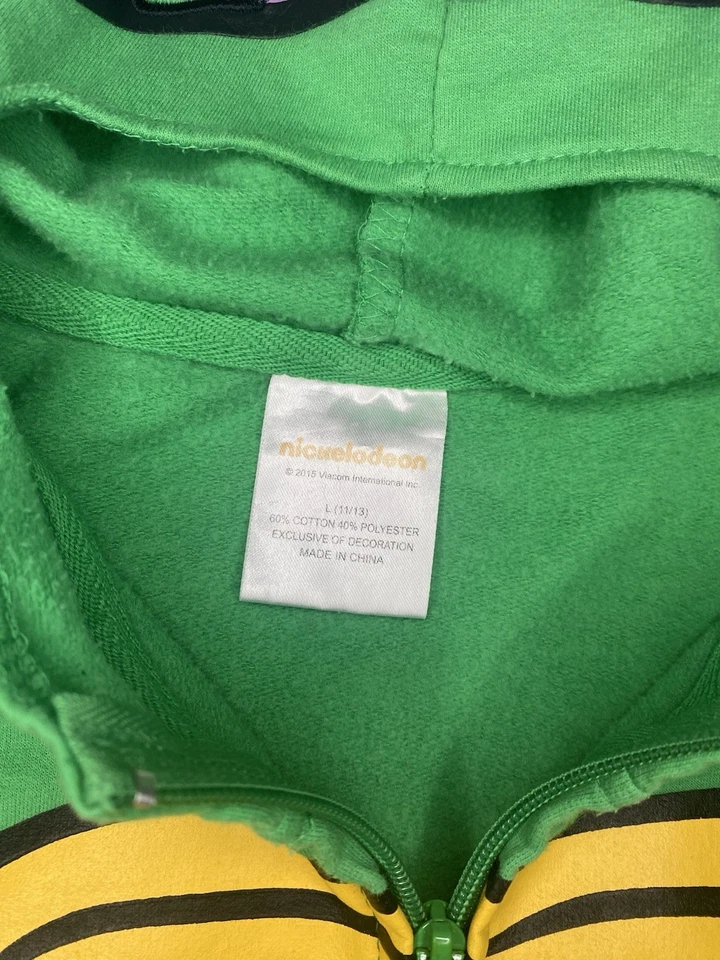 nickelodeon
© 2015 Viacom International Inc.
L (11/13)
60% COTTON 40% POLYESTER
EXCLUSIVE OF DECORATION
MADE IN CHINA